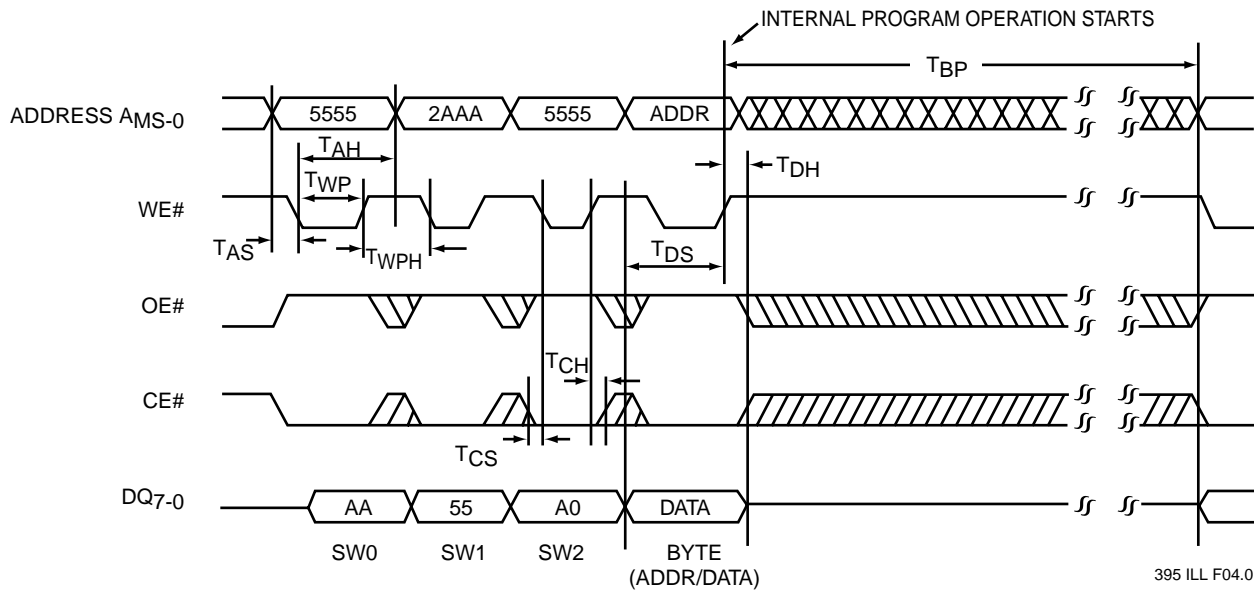 INTERNAL PROGRAM OPERATION STARTS
TBP
ADDRESS AMS-0
5555
2AAA
5555
ADDR
TAH
TDH
TWP
WE#
TAS
TWPH
TDS
OE#
TCH
CE#
TCS
DQ7-0
AA
55
A0
DATA
SW0
SW1
SW2
BYTE
(ADDR/DATA)
395 ILL F04.0